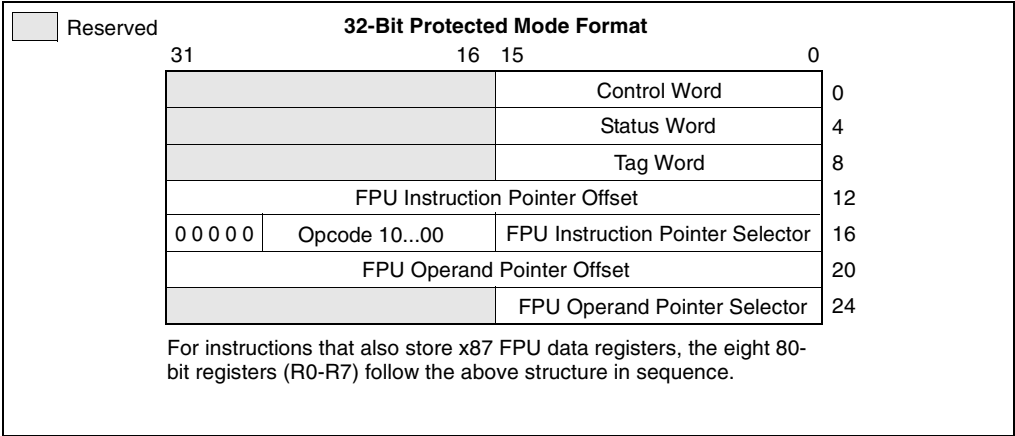 Reserved 32-Bit Protected Mode Format
31 16 15 0
Control Word 0
Status Word 4
Tag Word 8
FPU Instruction Pointer Offset 12
0 0 0 0 0 Opcode 10...00 FPU Instruction Pointer Selector 16
FPU Operand Pointer Offset 20
FPU Operand Pointer Selector 24
For instructions that also store x87 FPU data registers, the eight 80-
bit registers (R0-R7) follow the above structure in sequence.